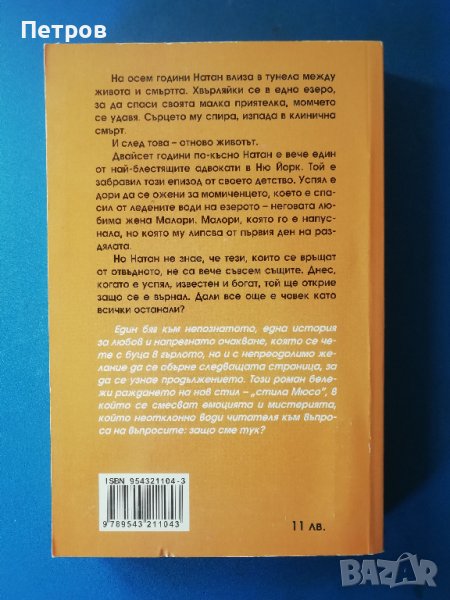 Петров
На осем години Натан влиза в тунела между
живота и смъртта. Хвърляйки се в едно езеро,
за да спаси своята малка приятелка, момчето
се удавя. Сърцето му спира, изпада в клинична
смърт.
И след това – отново животът.
Двайсет години по-късно Натан е вече един
от най-блестящите адвокати в Ню Йорк. Той е
забравил този епизод от своето детство. Успял е
дори да се ожени за момиченцето, което е спа-
сил от ледените води на езерото – неговата лю-
бима жена Малори. Малори, която го е напус-
нала, но която му липсва от първия ден на раз-
дялата.
Но Натан не знае, че тези, които се връщат
от отвъдното, не са вече съвсем същите. Днес,
когато е успял, известен и богат, той ще открие
защо се е върнал. Дали все още е човек като
всички останали?
Един бяг към непознатото, една история
за любов и напрегнато очакване, която се че-
те с буца в гърлото, но и с непреодолимо же-
лание да се обърне следващата страница, за
да се узнае продължението. Този роман беле-
жи раждането на нов стил – „стила Мюсо", в
който се смесват емоцията и мистерията,
който неотклонно води читателя към въпро-
са на въпросите: защо сме тук?
ISBN 954321104-3
9789543211043
11 лв.
BAZAR